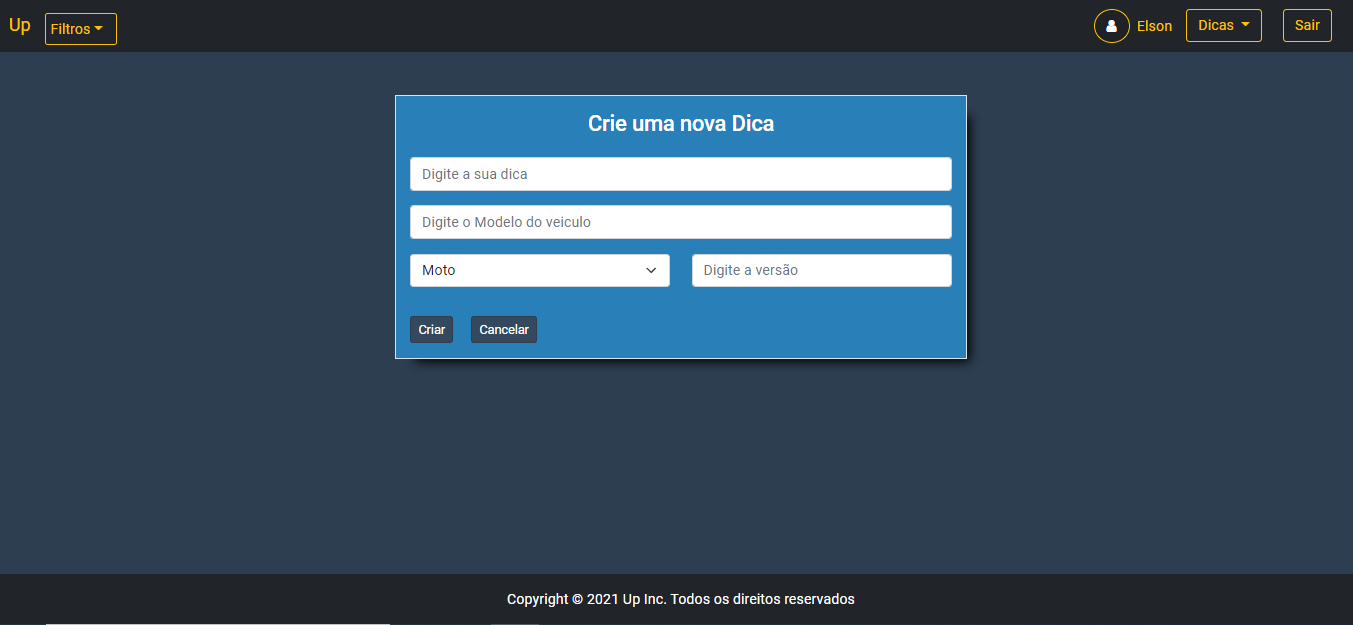 Up Filtros Elson Dicas Sair
Crie uma nova Dica
Digite a sua dica
Digite o Modelo do veiculo
Moto Digite a versão
Criar Cancelar
Copyright © 2021 Up Inc. Todos os direitos reservados